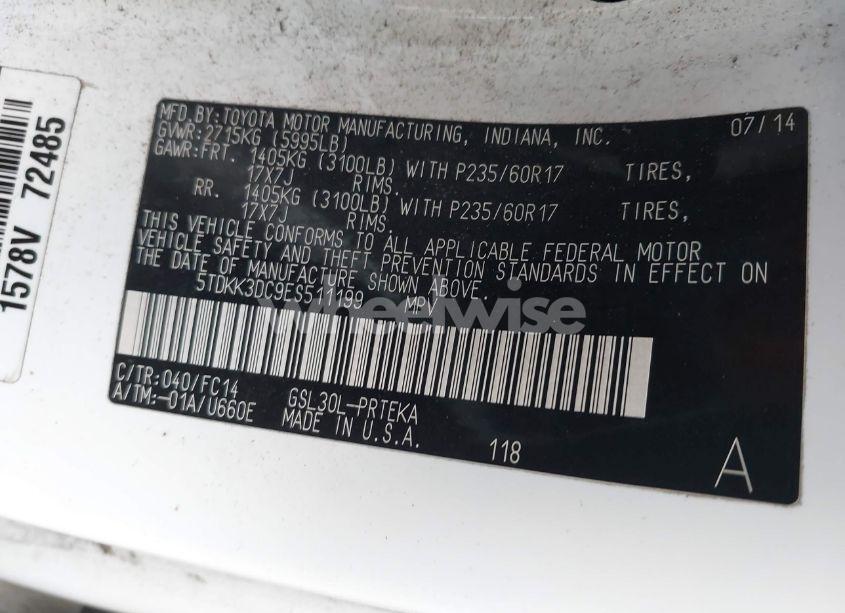 1578V 72485
MFD.BY:TOYOTA MOTOR MANUFACTURING, INDIANA, INC. 07/14
GVWR:2715KG (5995LB)
GAWR:FRT. 1405KG (3100LB) WITH P235/60R17 TIRES,
17X7J RIMS.
RR. 1405KG (3100LB) WITH P235/60R17 TIRES,
17X7J RIMS.
THIS VEHICLE CONFORMS TO ALL APPLICABLE FEDERAL MOTOR
VEHICLE SAFETY AND THEFT PREVENTION STANDARDS IN EFFECT ON
THE DATE OF MANUFACTURE SHOWN ABOVE.
5TDKK3DC9ES511199 MPV
wheelwise
C/TR:040/FC14
A/TM:-01A/U660E
GSL30L-PRTEKA
MADE IN U.S.A.
118
A